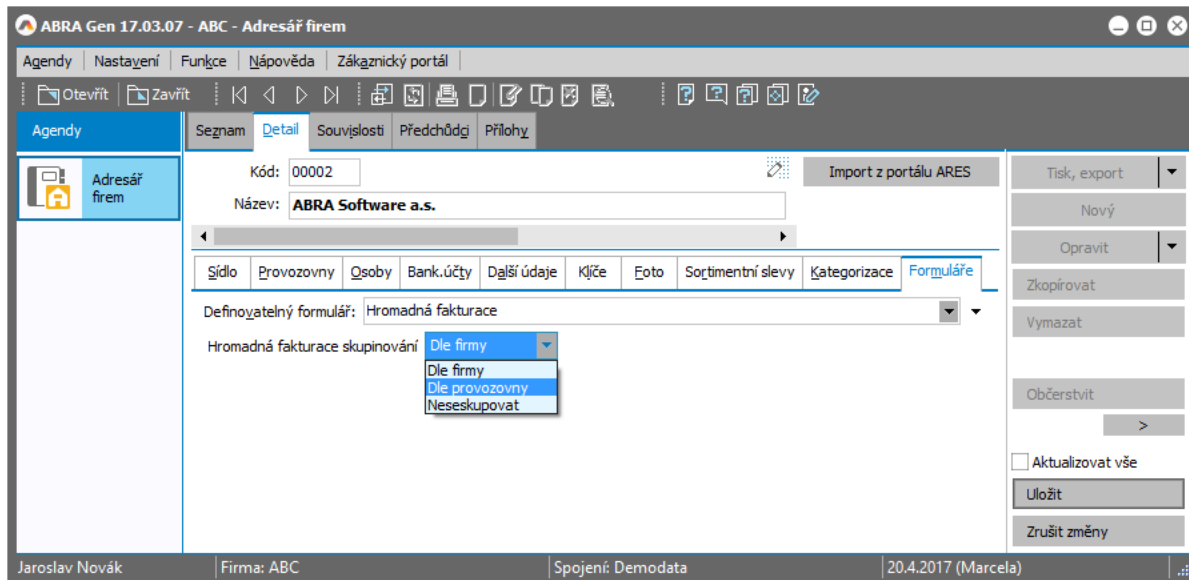 ABRA Gen 17.03.07 - ABC - Adresář firem
Agendy Nastavení Funkce Nápověda Zákaznický portál
Otevřít Zavřít
Agendy Seznam Detail Souvislosti Předchůdci Přílohy
Adresář firem
Kód: 00002 Import z portálu ARES
Název: ABRA Software a.s.
Sídlo Provozovny Osoby Bank.účty Další údaje Klíče Foto Sortimentní slevy Kategorizace Formuláře
Definovatelný formulář: Hromadná fakturace
Hromadná fakturace skupinování Dle firmy
Dle firmy
Dle provozovny
Neseskupovat
Tisk, export
Nový
Opravit
Zkopírovat
Vymazat
Občerstvit
>
Aktualizovat vše
Uložit
Zrušit změny
Jaroslav Novák Firma: ABC Spojení: Demodata 20.4.2017 (Marcela)